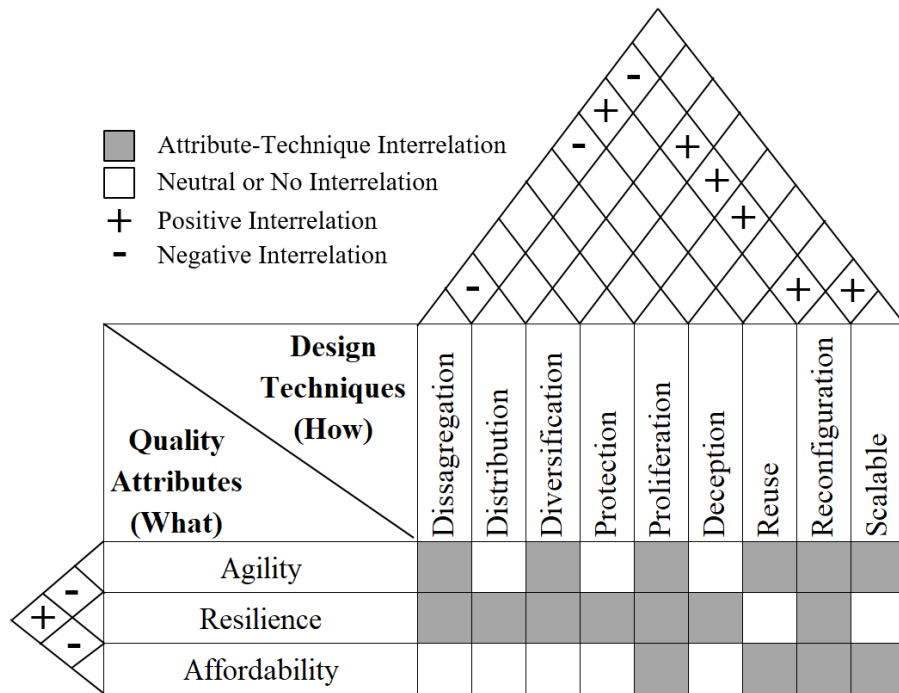 -
+
-
+
+
+
-
+
+
Attribute-Technique Interrelation
Neutral or No Interrelation
+ Positive Interrelation
- Negative Interrelation
Design
Techniques
(How)
Quality
Attributes
(What)
Dissagregation
Distribution
Diversification
Protection
Proliferation
Deception
Reuse
Reconfiguration
Scalable
-
+
-
Agility
Resilience
Affordability